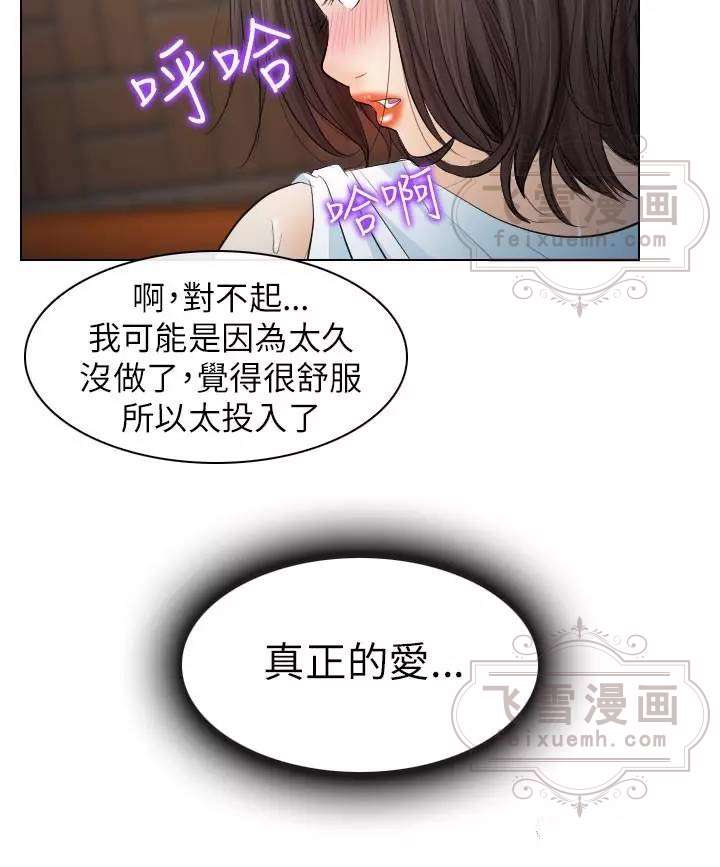 呼哈
哈啊
飞雪漫画
feixuemh.com
啊,對不起...
我可能是因為太久
沒做了,覺得很舒服
所以太投入了
真正的愛...
飞雪漫画
feixuemh.com